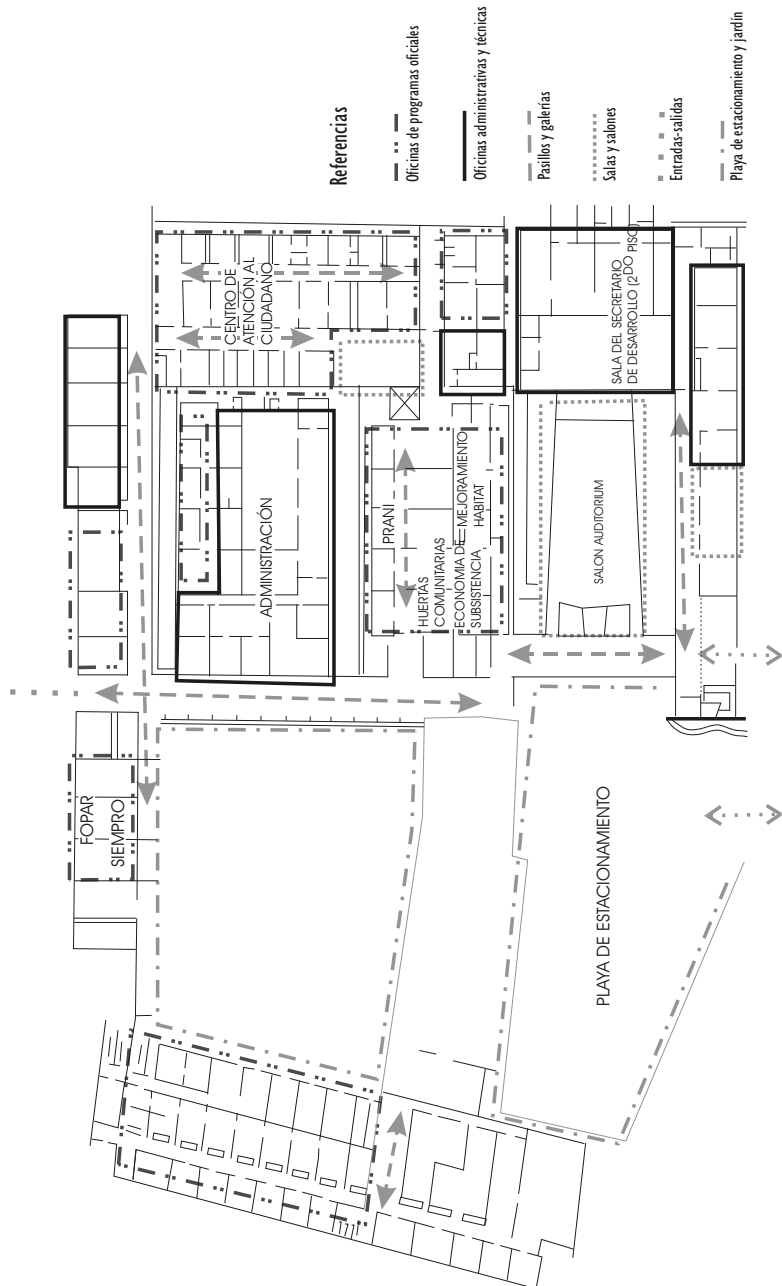 FOPAR
SIEMPRO
ADMINISTRACIÓN
CENTRO DE
ATENCIÓN AL
CIUDADANO
PRANI
HUERTAS
COMUNITARIAS
ECONOMIA DE
SUBSISTENCIA
MEJORAMIENTO
HABITAT
SALON AUDITORIUM
SALA DEL SECRETARIO
DE DESARROLLO (2DO PISO)
PLAYA DE ESTACIONAMIENTO
Referencias
Oficinas de programas oficiales
Oficinas administrativas y técnicas
Pasillos y galerías
Salas y salones
Entradas-salidas
Playa de estacionamiento y jardín